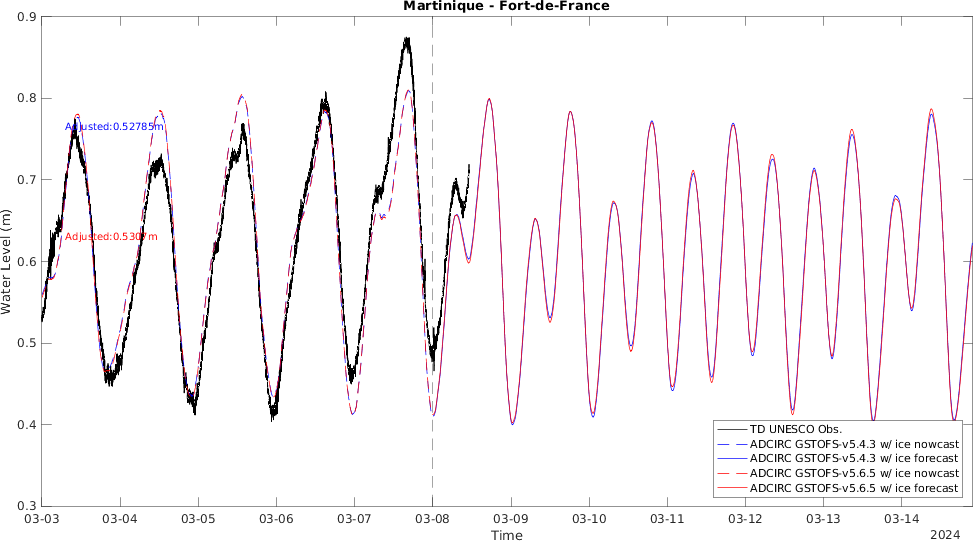 Martinique - Fort-de-France
0.9
0.8
0.7
0.6
0.5
0.4
0.3
Water Level (m)
Adjusted:0.52785m
Adjusted:0.5307m
TD UNESCO Obs.
ADCIRC GSTOFS-v5.4.3 w/ ice nowcast
ADCIRC GSTOFS-v5.4.3 w/ ice forecast
ADCIRC GSTOFS-v5.6.5 w/ ice nowcast
ADCIRC GSTOFS-v5.6.5 w/ ice forecast
03-03 03-04 03-05 03-06 03-07 03-08 03-09 03-10 03-11 03-12 03-13 03-14
Time
2024